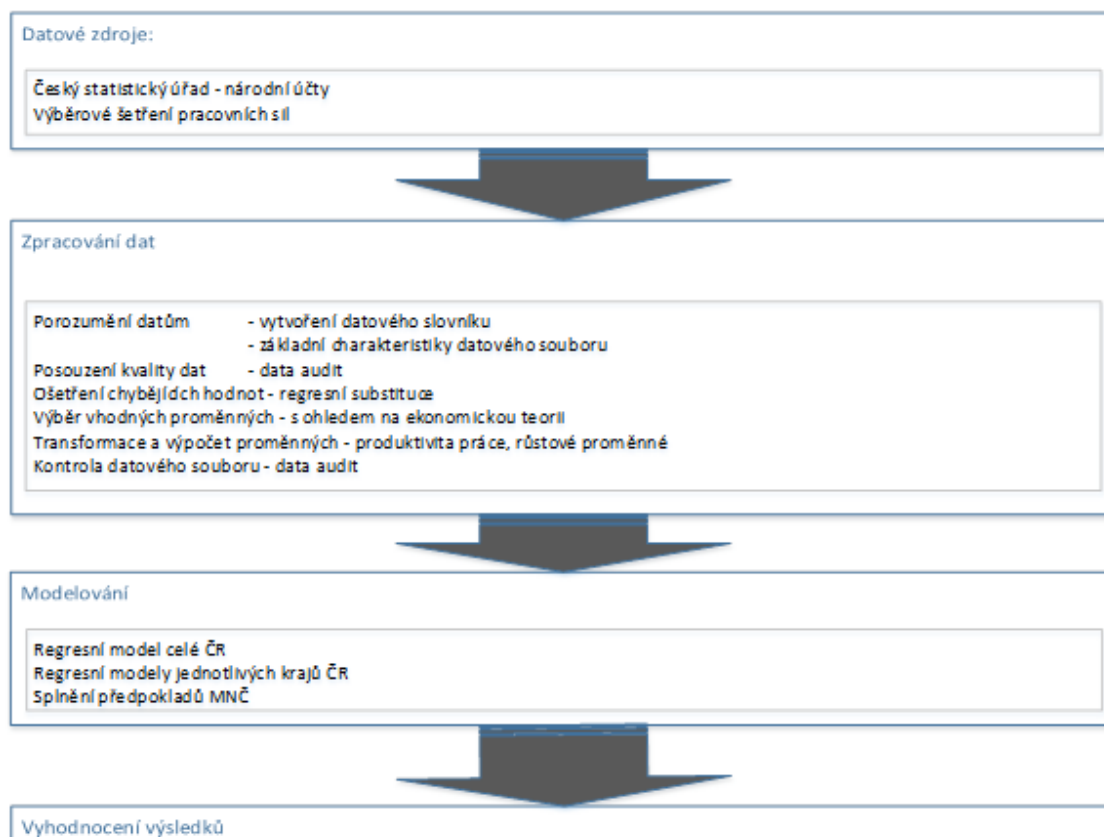 Datové zdroje:
Český statistický úřad - národní účty
Výběrové šetření pracovních sil
Zpracování dat
Porozumění datům - vytvoření datového slovníku
- základní charakteristiky datového souboru
Posouzení kvality dat - data audit
Ošetření chybějících hodnot - regresní substituce
Výběr vhodných proměnných - s ohledem na ekonomickou teorii
Transformace a výpočet proměnných - produktivita práce, růstové proměnné
Kontrola datového souboru - data audit
Modelování
Regresní model celé ČR
Regresní modely jednotlivých krajů ČR
Splnění předpokladů MNČ
Vyhodnocení výsledků